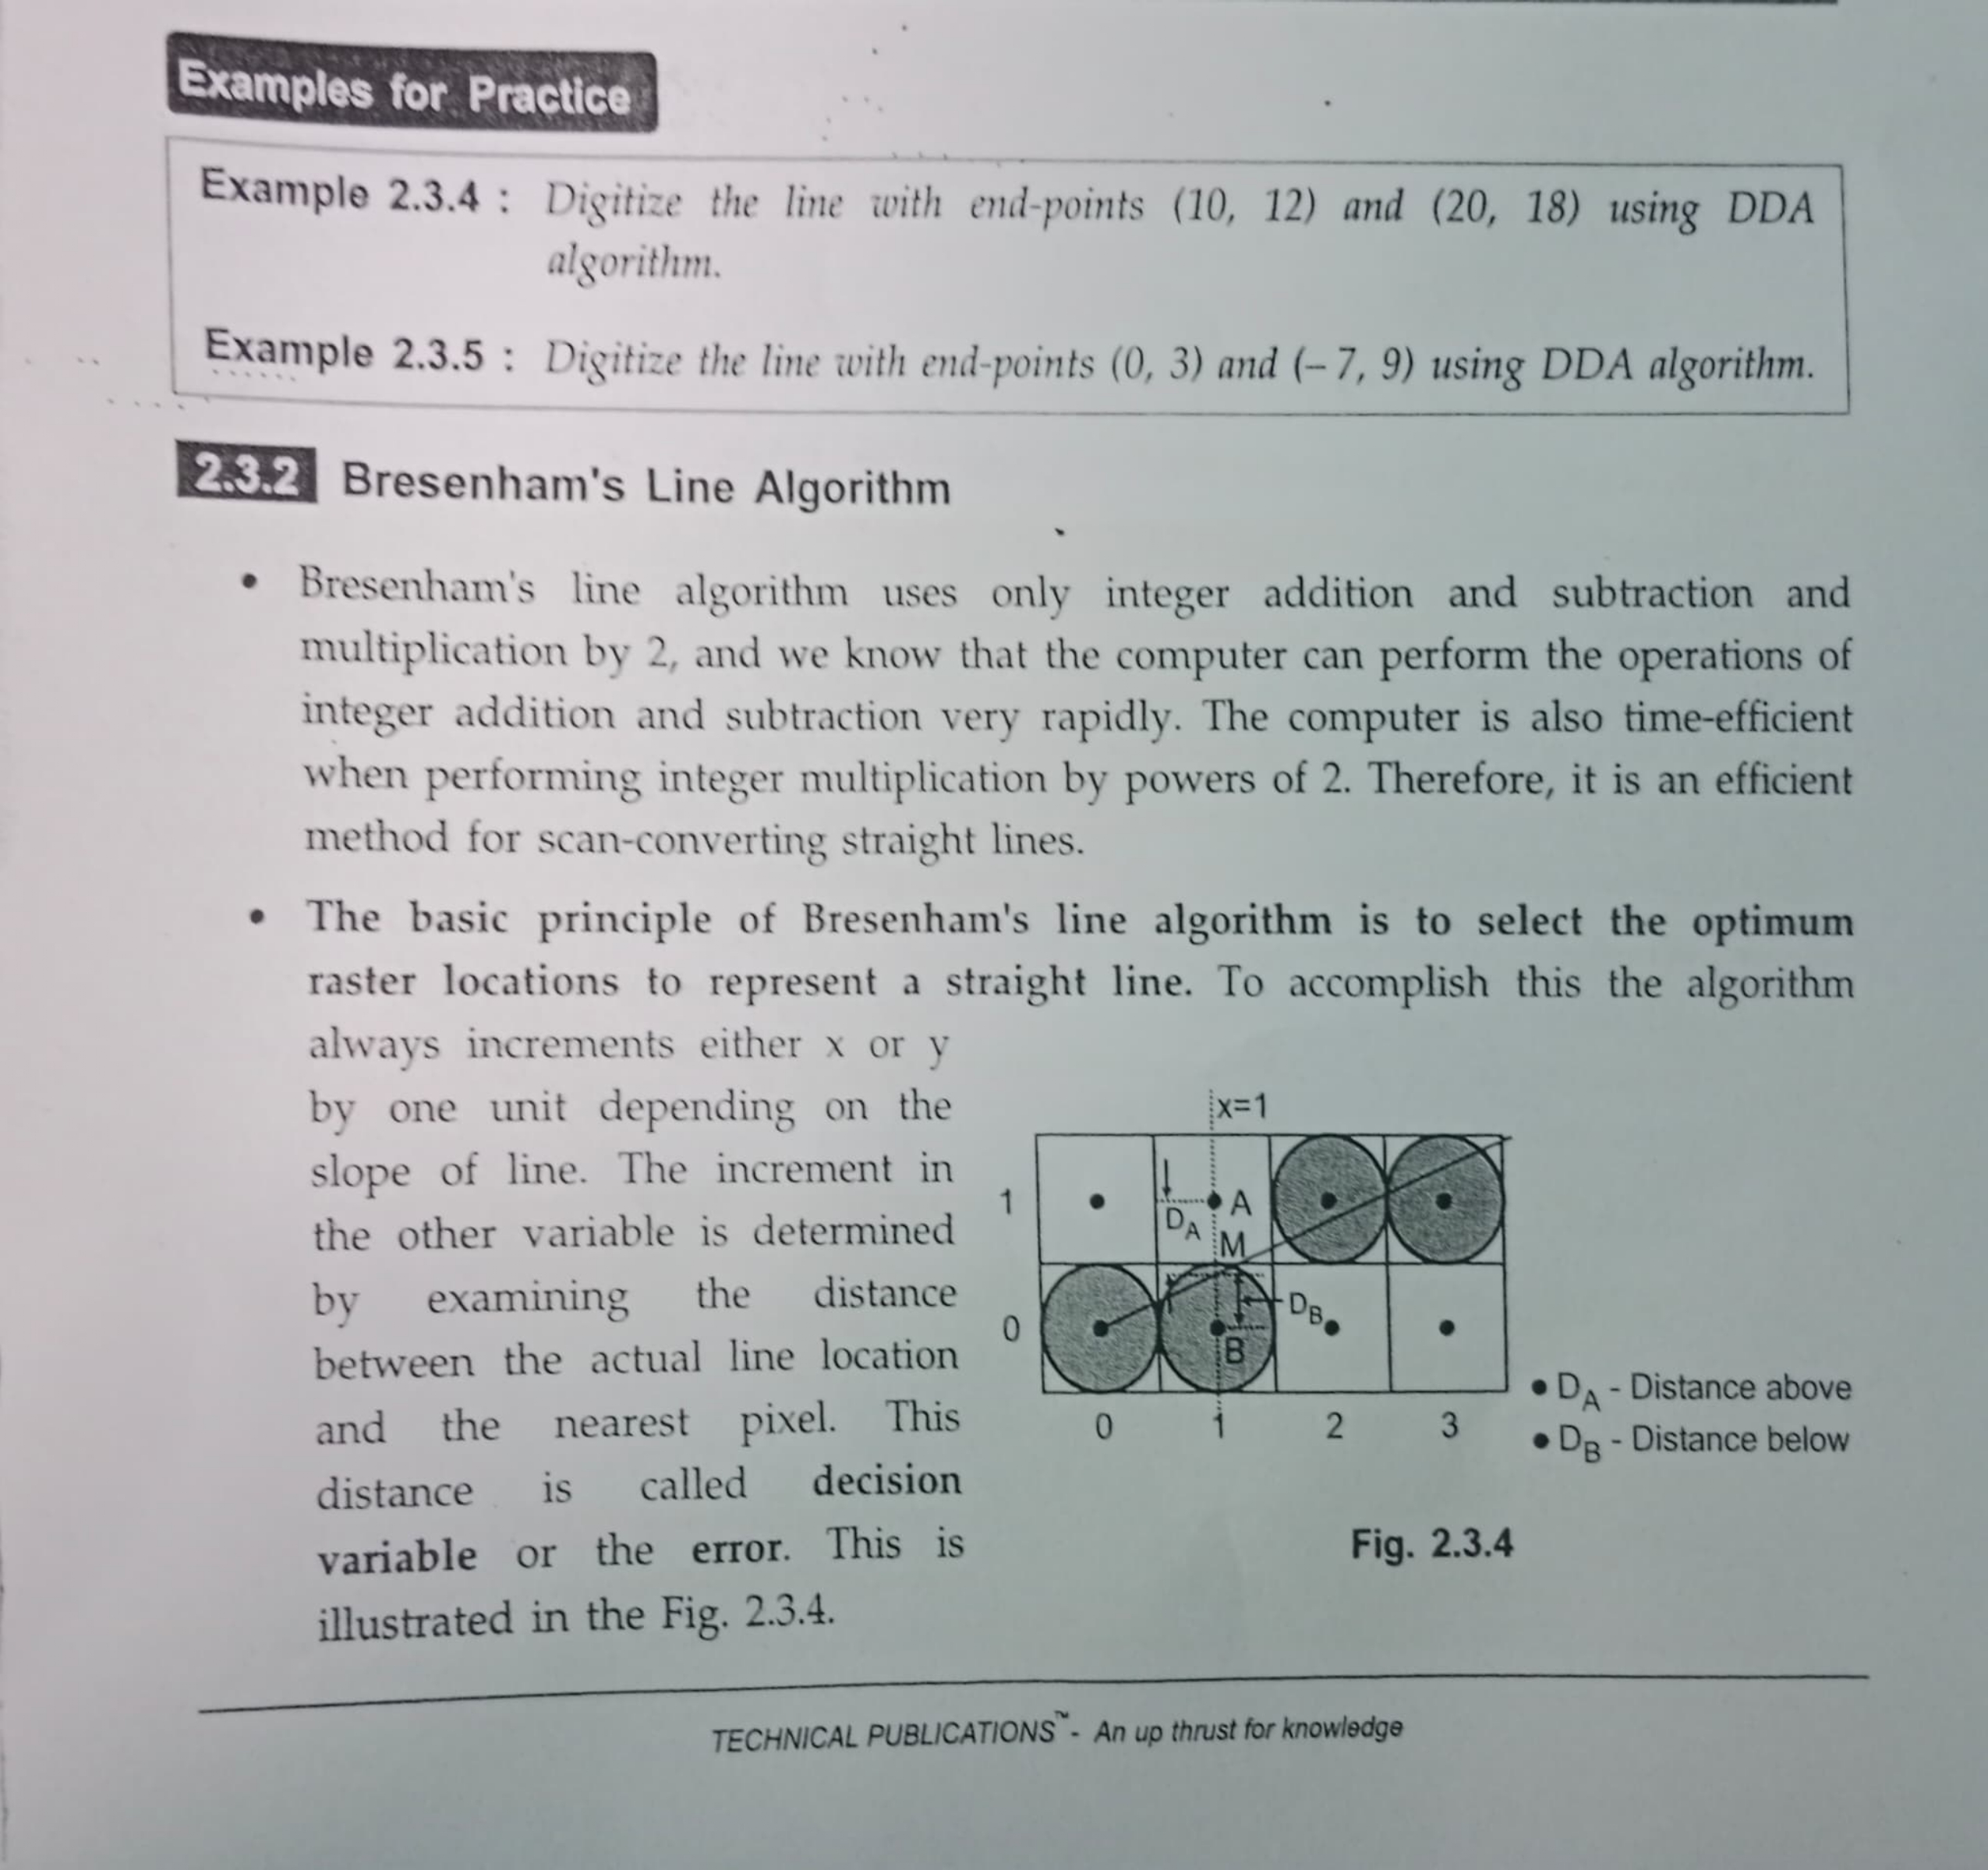 Examples for Practice
Example 2.3.4 : Digitize the line with end-points (10, 12) and (20, 18) using DDA
algorithm.
Example 2.3.5 : Digitize the line with end-points (0, 3) and (– 7, 9) using DDA algorithm.
2.3.2 Bresenham's Line Algorithm
• Bresenham's line algorithm uses only integer addition and subtraction and
multiplication by 2, and we know that the computer can perform the operations of
integer addition and subtraction very rapidly. The computer is also time-efficient
when performing integer multiplication by powers of 2. Therefore, it is an efficient
method for scan-converting straight lines.
• The basic principle of Bresenham's line algorithm is to select the optimum
raster locations to represent a straight line. To accomplish this the algorithm
always increments either x or y
by one unit depending on the
slope of line. The increment in
the other variable is determined
by examining the distance
between the actual line location
and the nearest pixel. This
distance is called decision
variable or the error. This is
illustrated in the Fig. 2.3.4.
x=1
1
A
DA
M
0
DB
B
0 1 2 3
• DA - Distance above
• DB - Distance below
Fig. 2.3.4
TECHNICAL PUBLICATIONS™ - An up thrust for knowledge